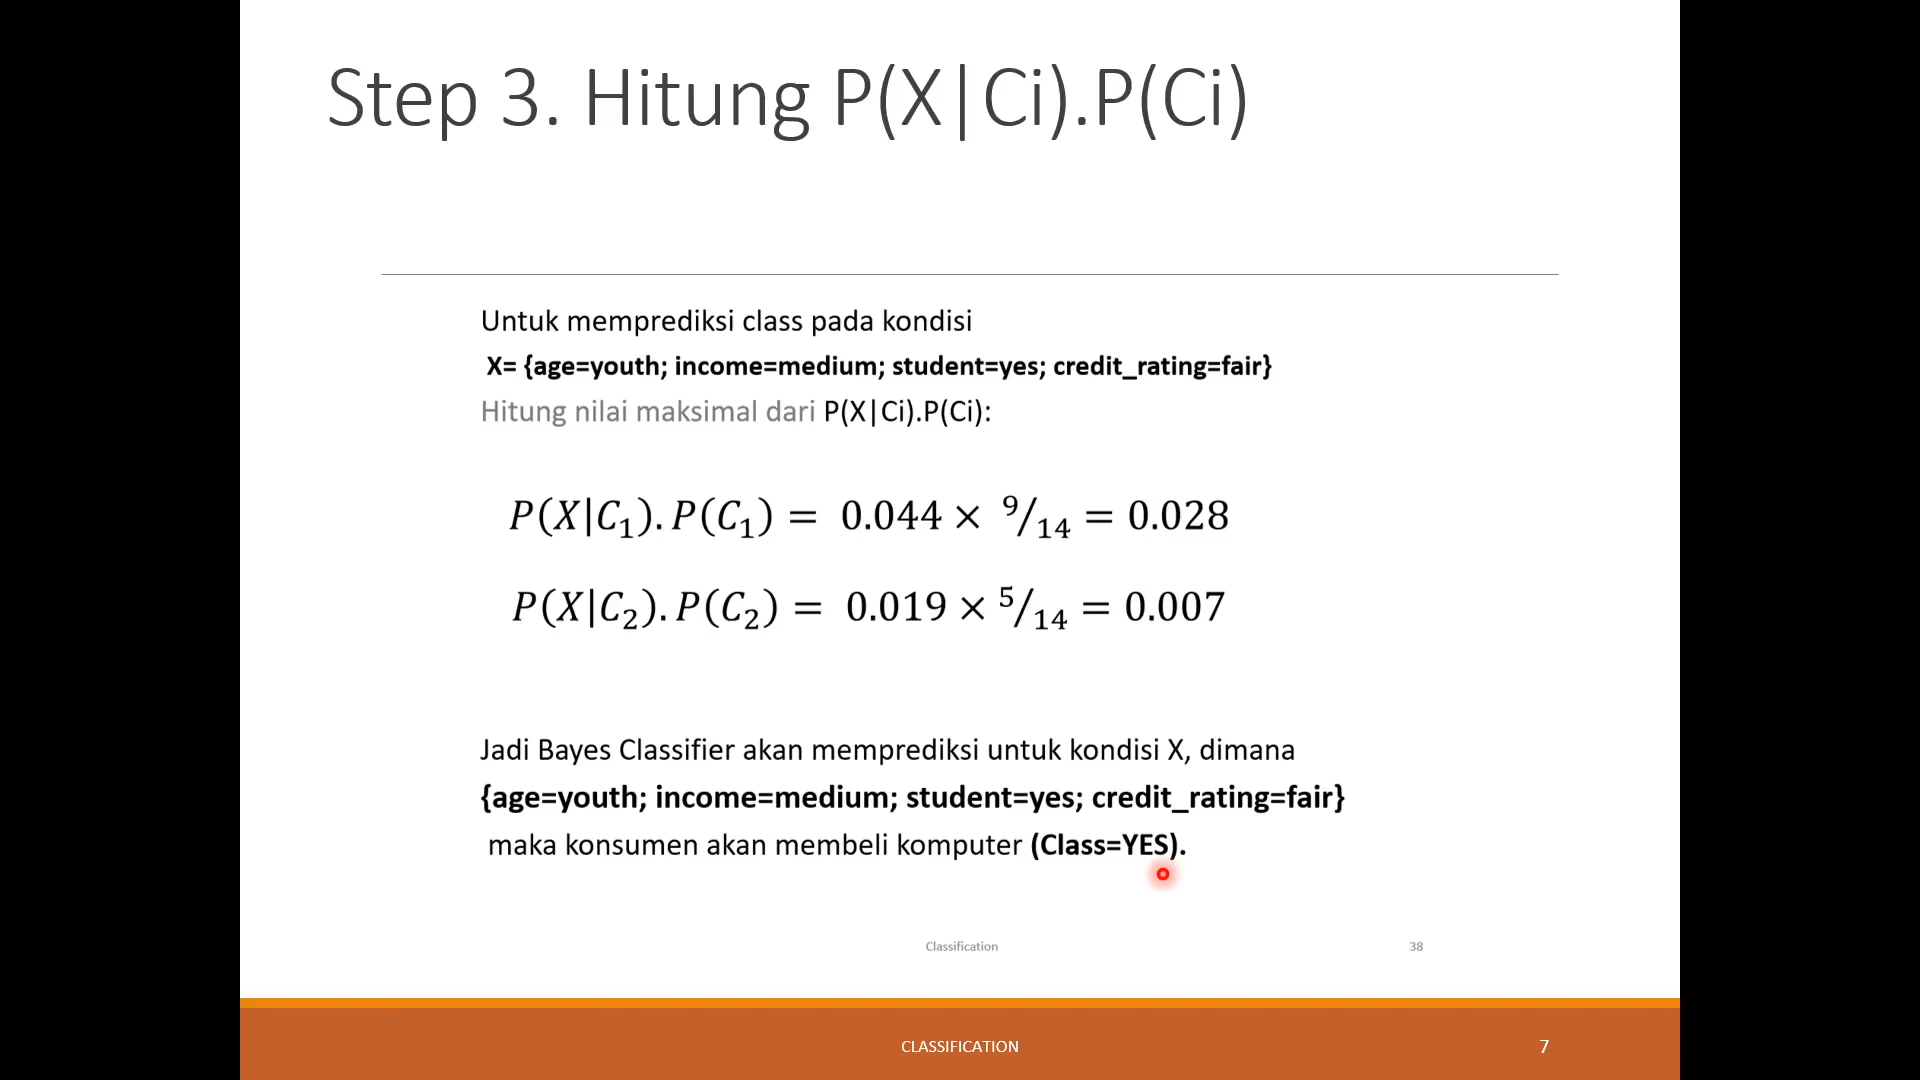 Step 3. Hitung P(X|Ci).P(Ci)
Untuk memprediksi class pada kondisi
X= {age=youth; income=medium; student=yes; credit_rating=fair}
Hitung nilai maksimal dari P(X|Ci).P(Ci):
P(X|C₁).P(C₁) = 0.044 × ⁹/₁₄ = 0.028
P(X|C₂).P(C₂) = 0.019 × ⁵/₁₄ = 0.007
Jadi Bayes Classifier akan memprediksi untuk kondisi X, dimana
{age=youth; income=medium; student=yes; credit_rating=fair}
maka konsumen akan membeli komputer (Class=YES).
Classification 38
CLASSIFICATION 7